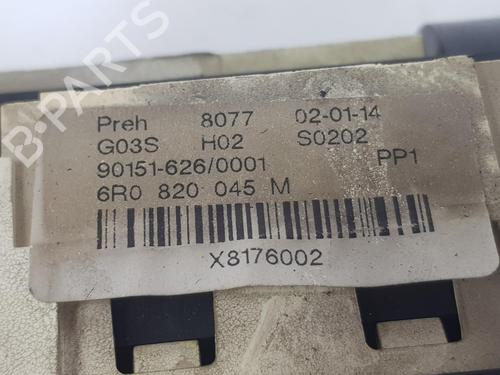 Preh 8077 02-01-14
G03S H02 S0202
90151-626/0001 PP1
6R0 820 045 M
X8176002
B-PARTS